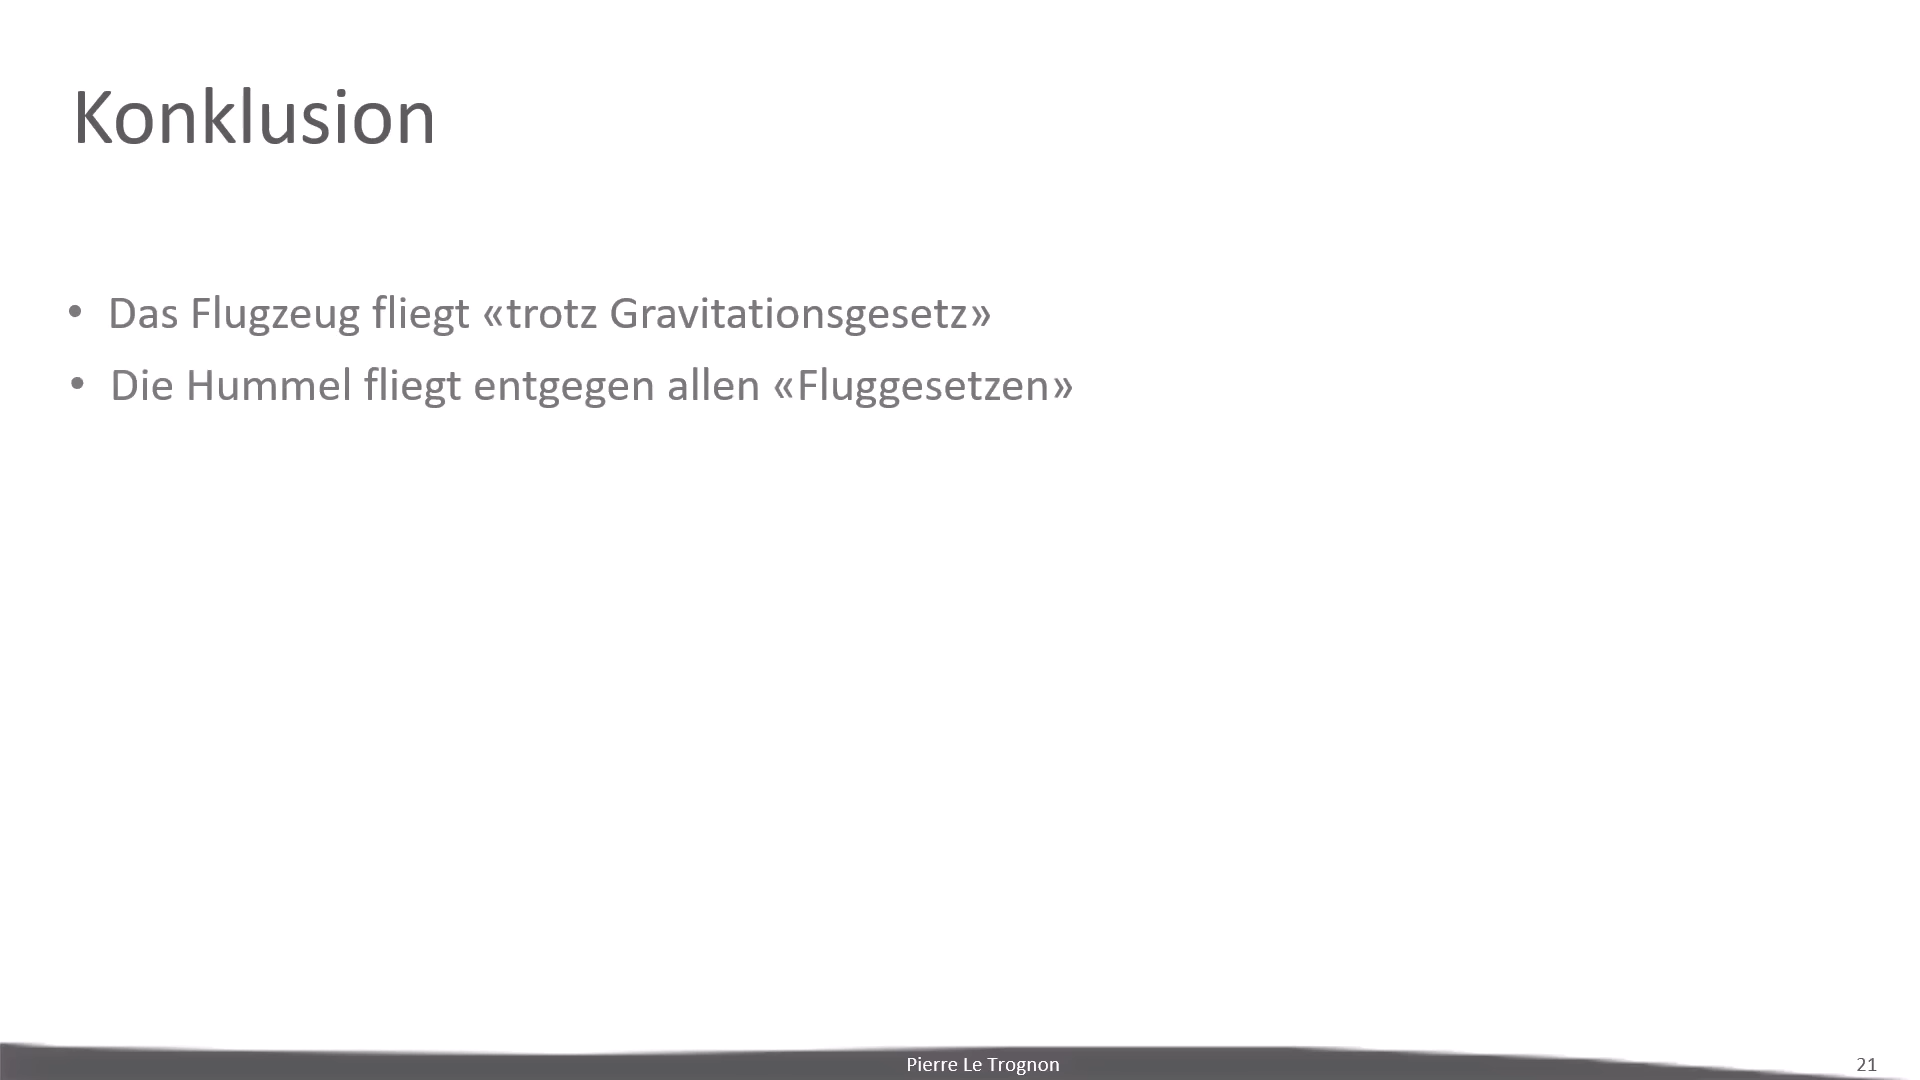 Konklusion
• Das Flugzeug fliegt «trotz Gravitationsgesetz»
• Die Hummel fliegt entgegen allen «Fluggesetzen»
Pierre Le Trognon
21